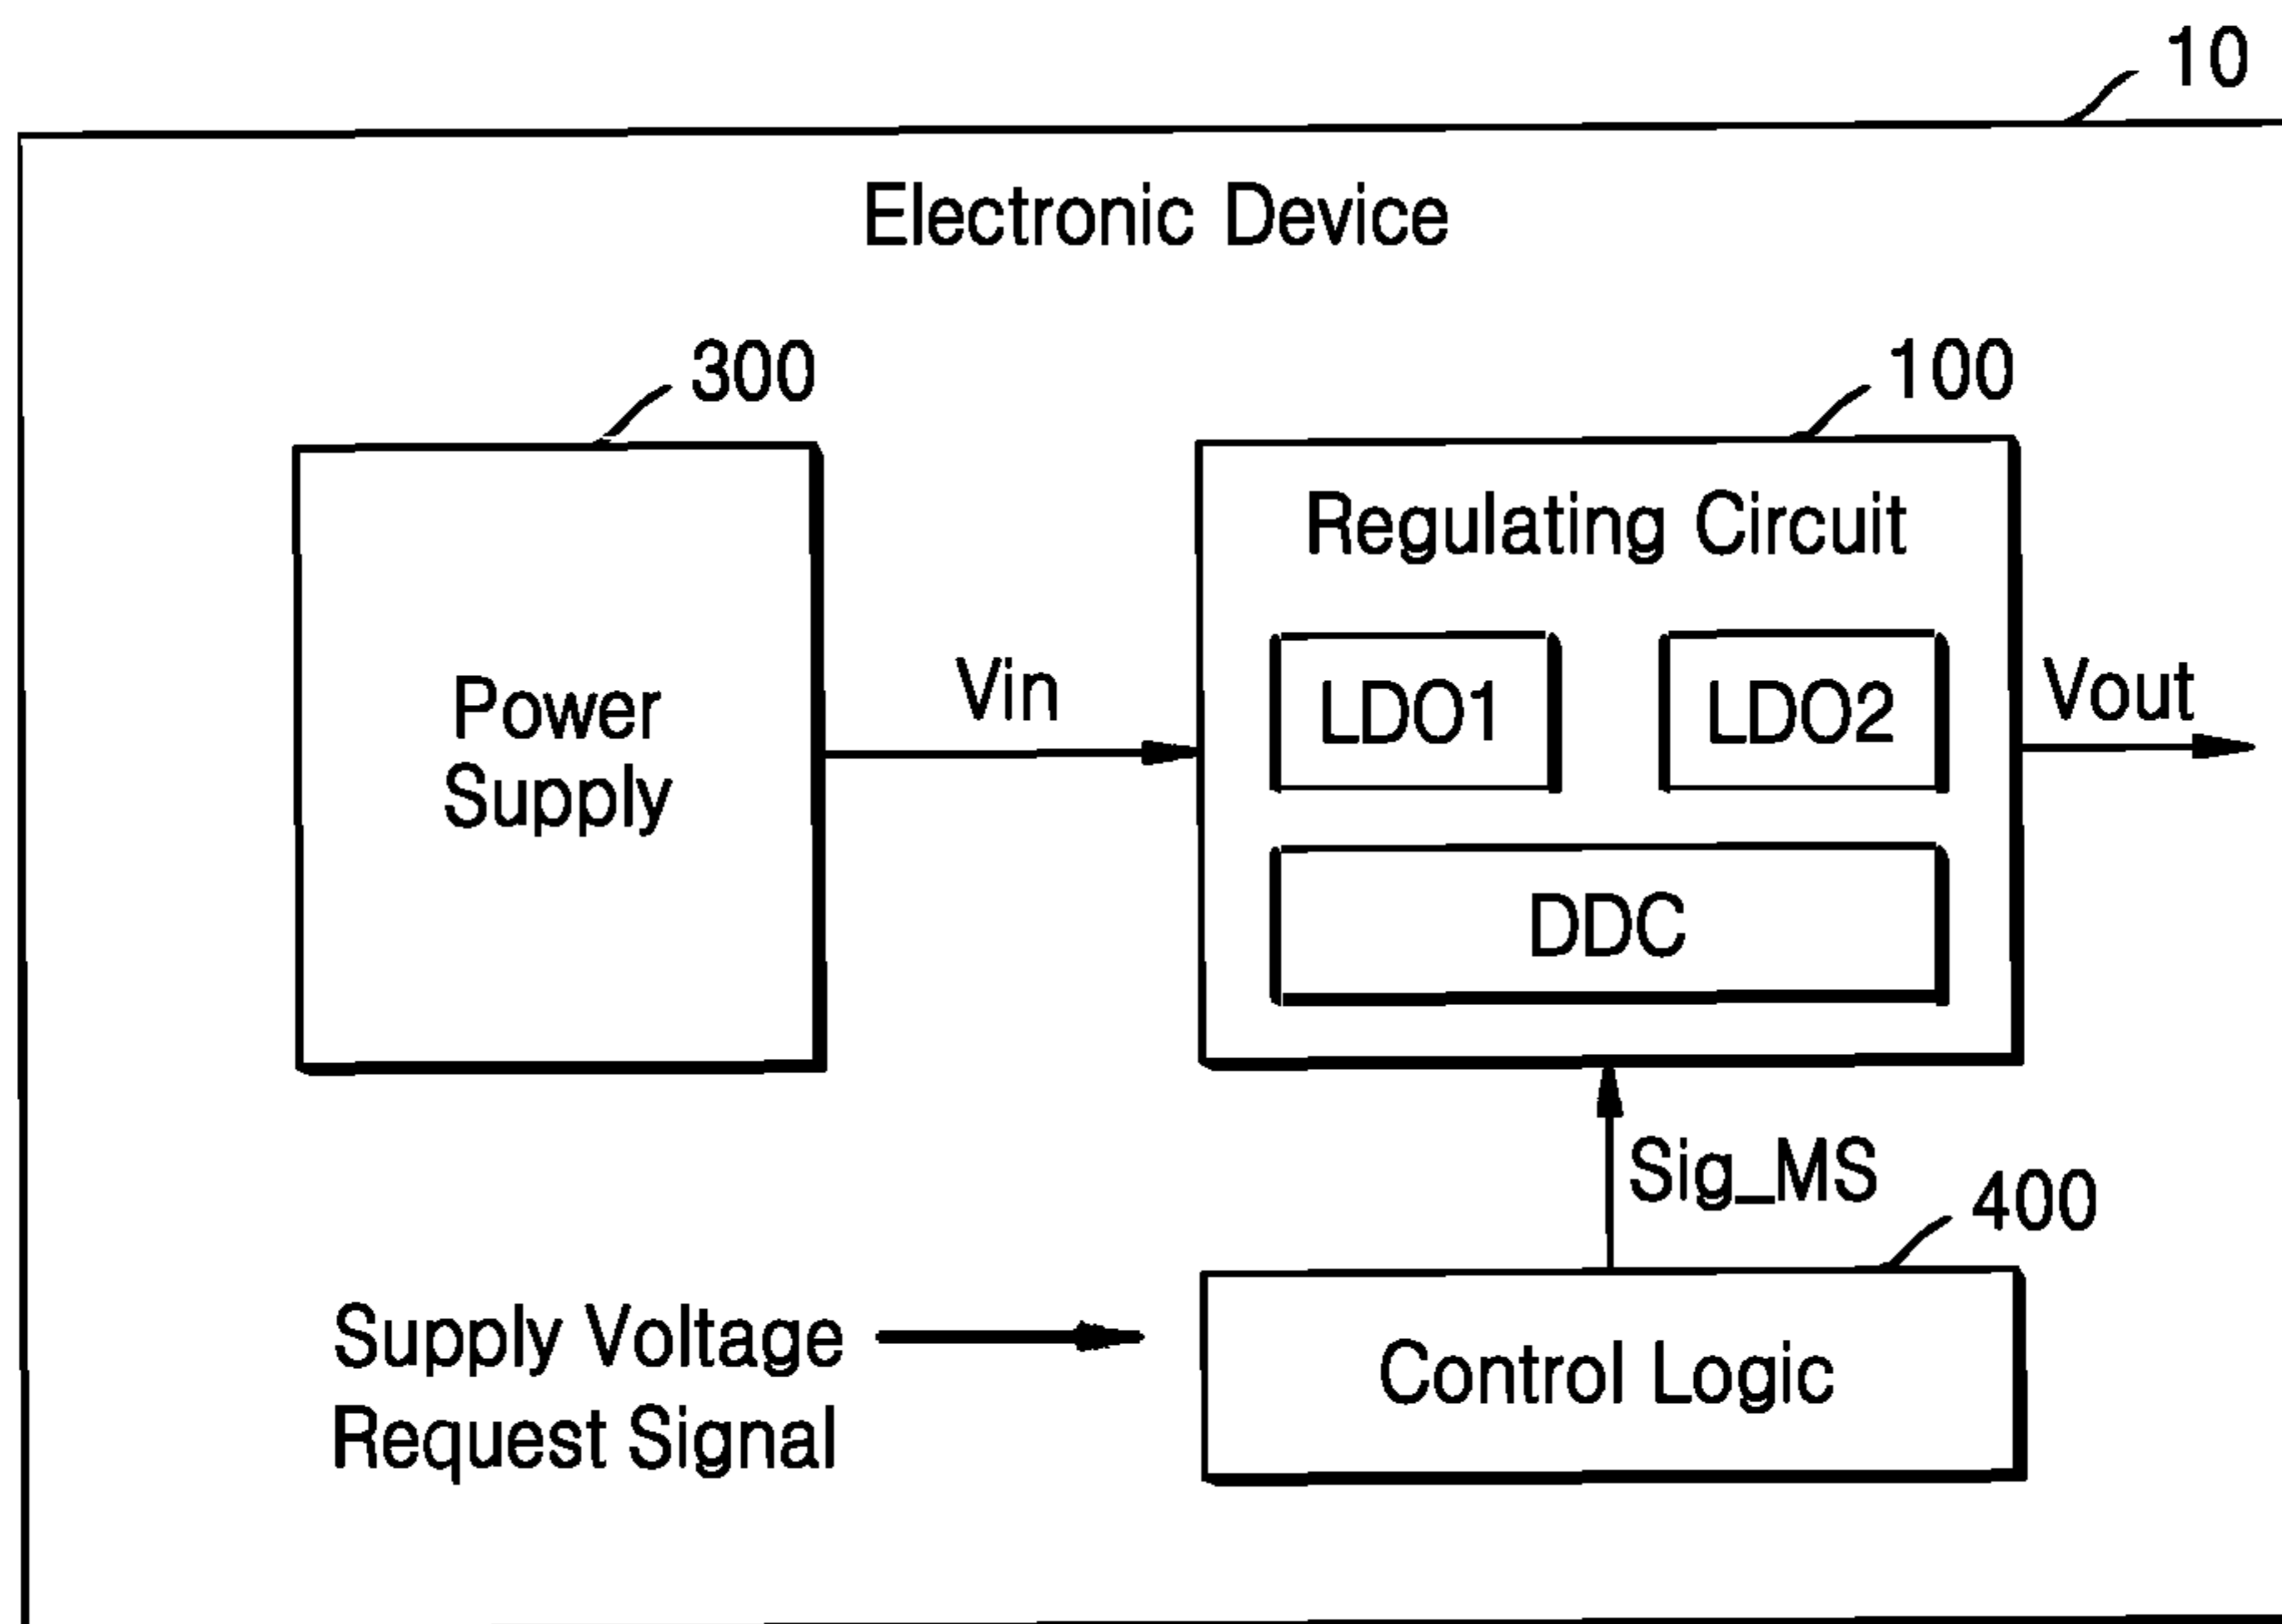 10
Electronic Device
300
100
Regulating Circuit
Power
Supply
Vin
LDO1
LDO2
Vout
DDC
Sig_MS
400
Supply Voltage
Request Signal
Control Logic